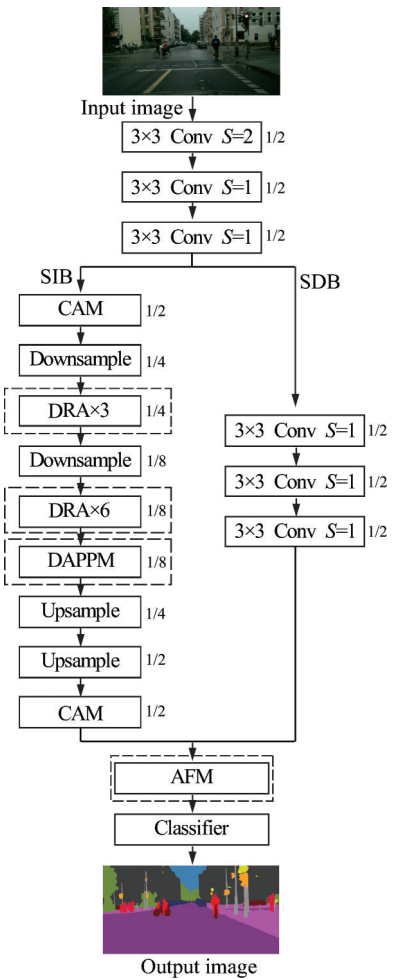 Input image
3×3 Conv S=2 1/2
3×3 Conv S=1 1/2
3×3 Conv S=1 1/2
SIB
SDB
CAM 1/2
Downsample 1/4
DRA×3 1/4
Downsample 1/8
DRA×6 1/8
DAPPM 1/8
Upsample 1/4
Upsample 1/2
CAM 1/2
3×3 Conv S=1 1/2
3×3 Conv S=1 1/2
3×3 Conv S=1 1/2
AFM
Classifier
Output image